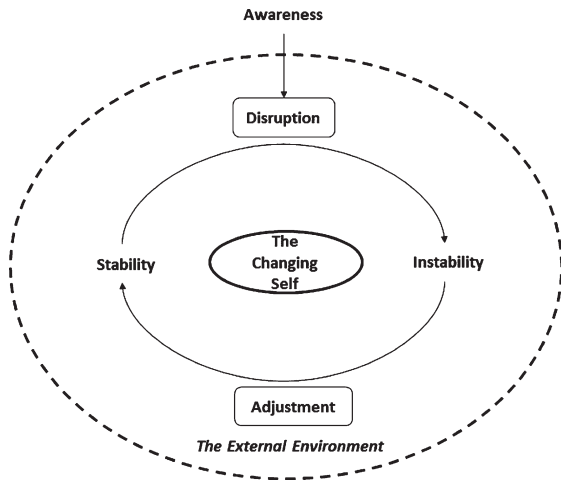 Awareness
Disruption
The
Changing
Self
Stability
Instability
Adjustment
The External Environment